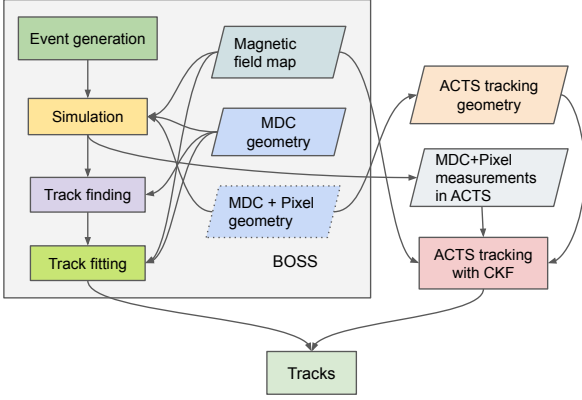 Event generation
Magnetic
field map
ACTS tracking
geometry
Simulation
MDC
geometry
MDC+Pixel
measurements
in ACTS
Track finding
MDC + Pixel
geometry
Track fitting
BOSS
ACTS tracking
with CKF
Tracks